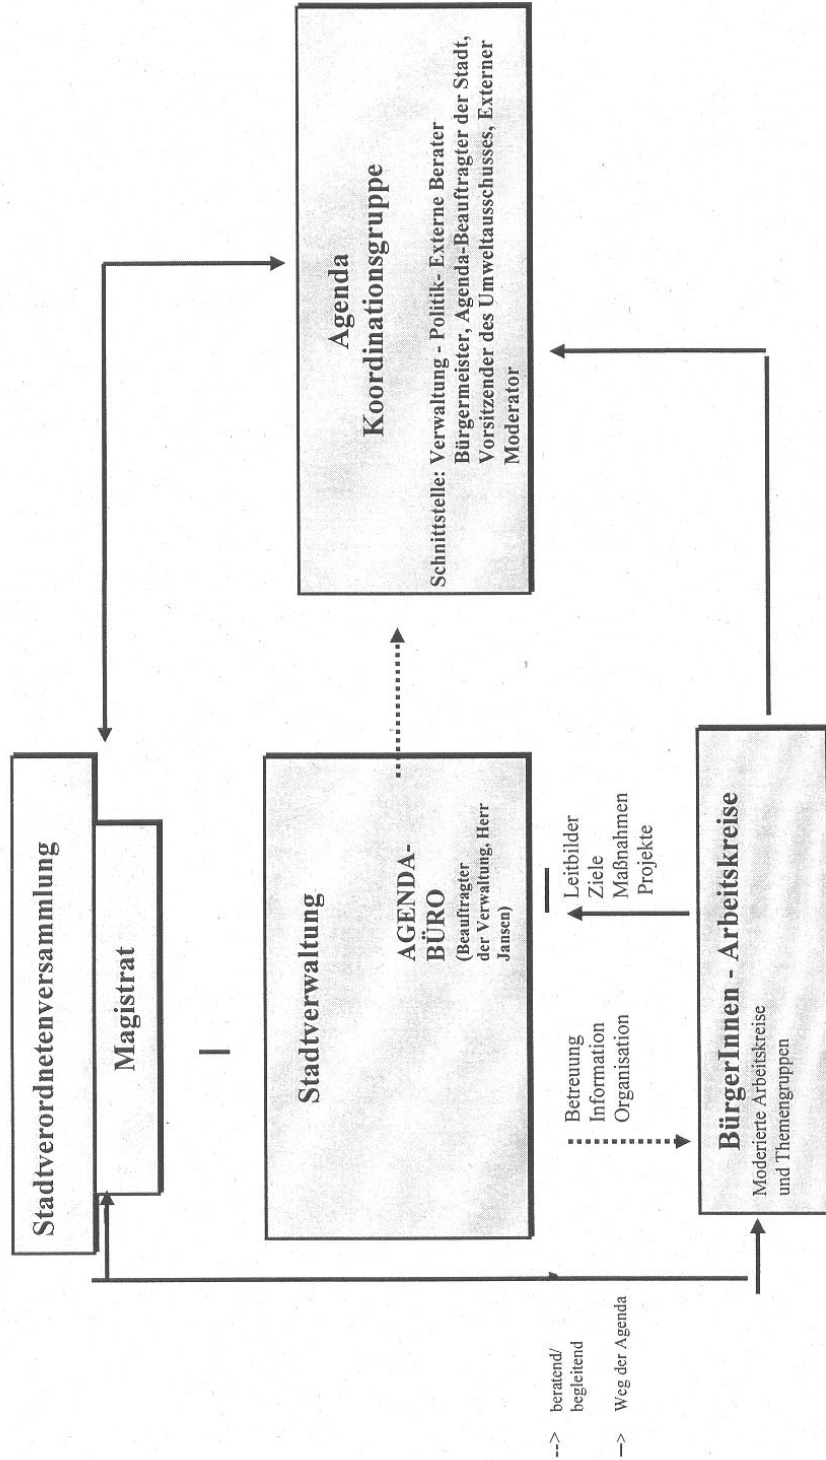 Stadtverordnetenversammlung
Magistrat
Stadtverwaltung
AGENDA-
BÜRO
(Beauftragter
der Verwaltung, Herr
Jansen)
Agenda
Koordinationsgruppe
Schnittstelle: Verwaltung - Politik- Externe Berater
Bürgermeister, Agenda-Beauftragter der Stadt,
Vorsitzender des Umweltausschusses, Externer
Moderator
Betreuung
Information
Organisation
Leitbilder
Ziele
Maßnahmen
Projekte
BürgerInnen - Arbeitskreise
Moderierte Arbeitskreise
und Themengruppen
--> beratend/
begleitend
—> Weg der Agenda